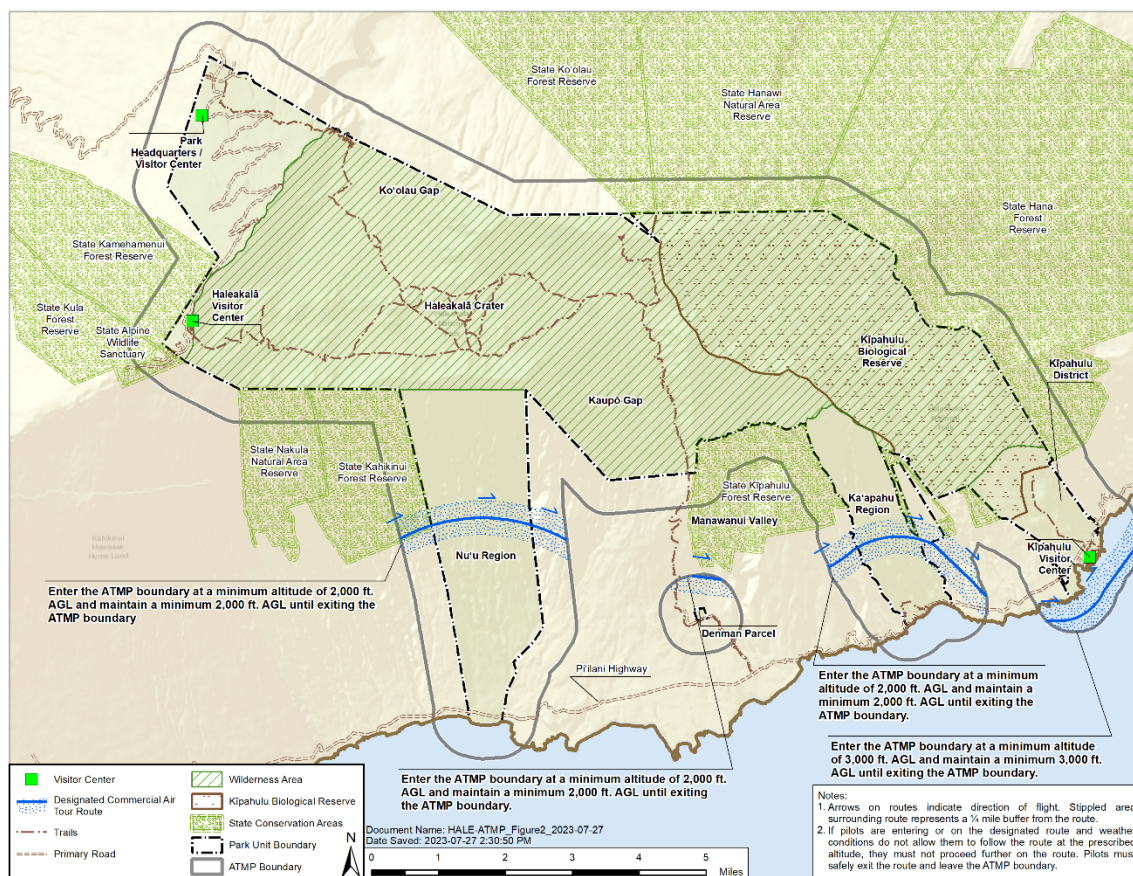 State Ko'olau
Forest Reserve
State Hanawi
Natural Area
Reserve
Park
Headquarters /
Visitor Center
Ko'olau Gap
State Hana
Forest
Reserve
State Kamehamenui
Forest Reserve
State Kula
Forest
Reserve
State Alpine
Wildlife
Sanctuary
Haleakalā
Visitor
Center
Haleakalā Crater
Kīpahulu
Biological
Reserve
Kīpahulu
District
Kaupō Gap
State Nakula
Natural Area
Reserve
State Kahikinui
Forest Reserve
State Kīpahulu
Forest Reserve
Manawanui Valley
Ka'apahu
Region
Kahikinui
Hawaiian
Home Land
Nu'u Region
Kīpahulu
Visitor
Center
Enter the ATMP boundary at a minimum altitude of 2,000 ft.
AGL and maintain a minimum 2,000 ft. AGL until exiting the
ATMP boundary
Denman Parcel
Pi'ilani Highway
Enter the ATMP boundary at a minimum
altitude of 2,000 ft. AGL and maintain a
minimum 2,000 ft. AGL until exiting the
ATMP boundary.
Enter the ATMP boundary at a minimum altitude
of 3,000 ft. AGL and maintain a minimum 3,000 ft.
AGL until exiting the ATMP boundary.
Enter the ATMP boundary at a minimum altitude of 2,000 ft.
AGL and maintain a minimum 2,000 ft. AGL until exiting
the ATMP boundary.
Visitor Center
Designated Commercial Air
Tour Route
Trails
Primary Road
Wilderness Area
Kīpahulu Biological Reserve
State Conservation Areas
Park Unit Boundary
ATMP Boundary
N
Document Name: HALE-ATMP_Figure2_2023-07-27
Date Saved: 2023-07-27 2:30:50 PM
0 1 2 3 4 5
Miles
Notes:
1. Arrows on routes indicate direction of flight. Stippled area
surrounding route represents a ¼ mile buffer from the route.
2. If pilots are entering or on the designated route and weather
conditions do not allow them to follow the route at the prescribed
altitude, they must not proceed further on the route. Pilots must
safely exit the route and leave the ATMP boundary.